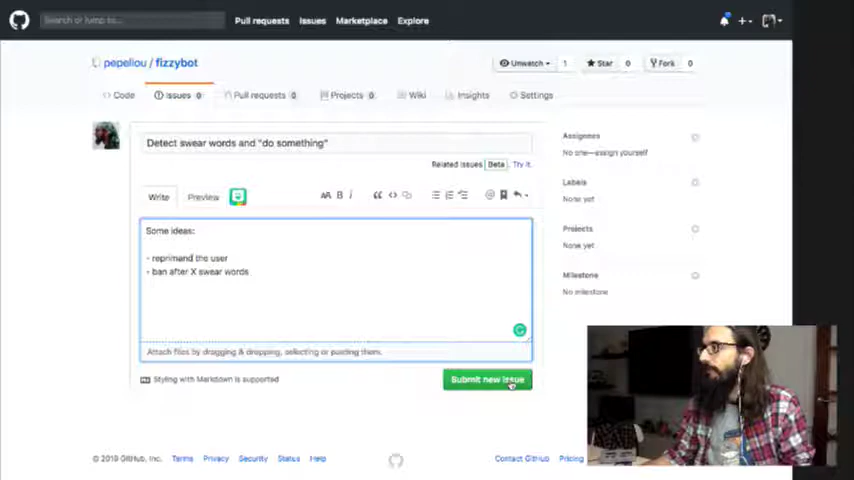 Search or jump to...
Pull requests Issues Marketplace Explore
pepeliou / fizzybot
Unwatch 1 Star 0 Fork 0
Code Issues 0 Pull requests 0 Projects 0 Wiki Insights Settings
Detect swear words and "do something"
Related Issues Beta Try it.
Write Preview AA B i
Some ideas:
- reprimand the user
- ban after X swear words
Attach files by dragging & dropping, selecting or pasting them.
Styling with Markdown is supported
Submit new issue
Assignees
No one—assign yourself
Labels
None yet
Projects
None yet
Milestone
No milestone
© 2019 GitHub, Inc. Terms Privacy Security Status Help
Contact GitHub Pricing